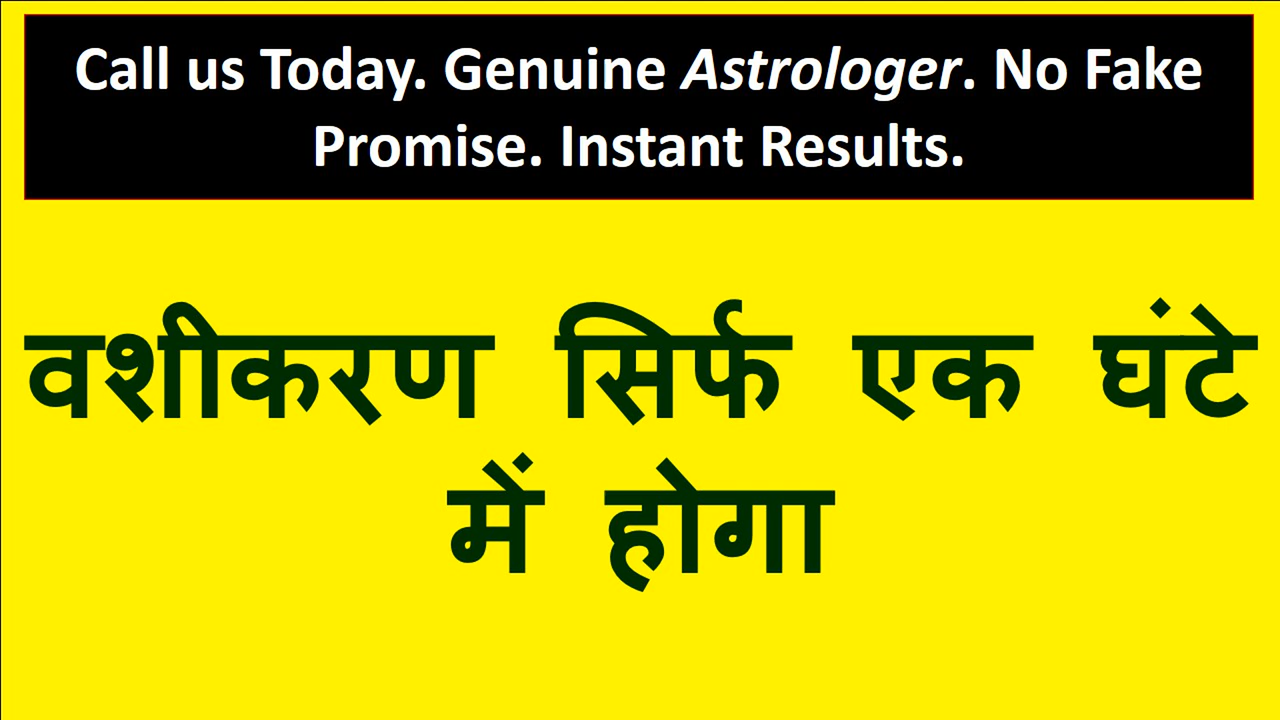 Call us Today. Genuine Astrologer. No Fake
Promise. Instant Results.
वशीकरण सिर्फ एक घंटे
में होगा